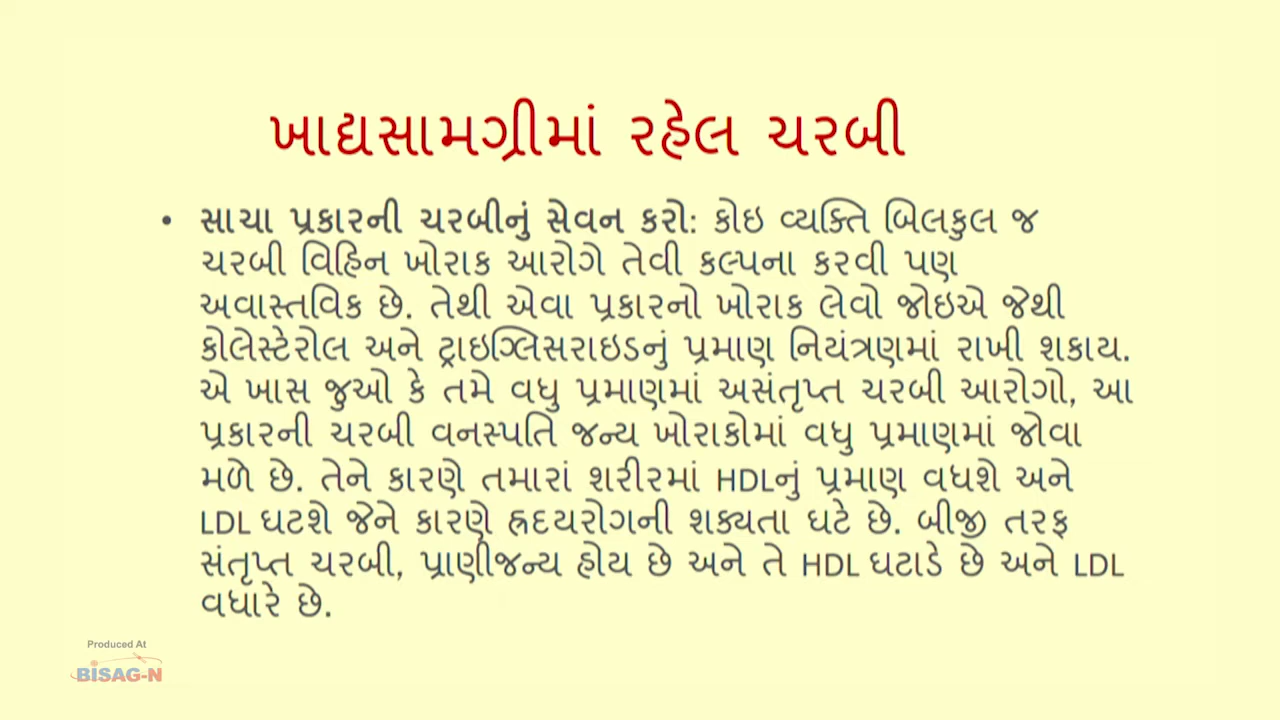 ખાદ્યસામગ્રીમાં રહેલ ચરબી
• સાચા પ્રકારની ચરબીનું સેવન કરો: કોઇ વ્યક્તિ બિલકુલ જ
ચરબી વિહિન ખોરાક આરોગે તેવી કલ્પના કરવી પણ
અવાસ્તવિક છે. તેથી એવા પ્રકારનો ખોરાક લેવો જોઇએ જેથી
કોલેસ્ટેરોલ અને ટ્રાઇગ્લિસરાઇડનું પ્રમાણ નિયંત્રણમાં રાખી શકાય.
એ ખાસ જુઓ કે તમે વધુ પ્રમાણમાં અસંતૃપ્ત ચરબી આરોગો, આ
પ્રકારની ચરબી વનસ્પતિ જન્ય ખોરાકોમાં વધુ પ્રમાણમાં જોવા
મળે છે. તેને કારણે તમારાં શરીરમાં HDLનું પ્રમાણ વધશે અને
LDL ઘટશે જેને કારણે હ્રદયરોગની શક્યતા ઘટે છે. બીજી તરફ
સંતૃપ્ત ચરબી, પ્રાણીજન્ય હોય છે અને તે HDL ઘટાડે છે અને LDL
વધારે છે.
Produced At
BISAG-N